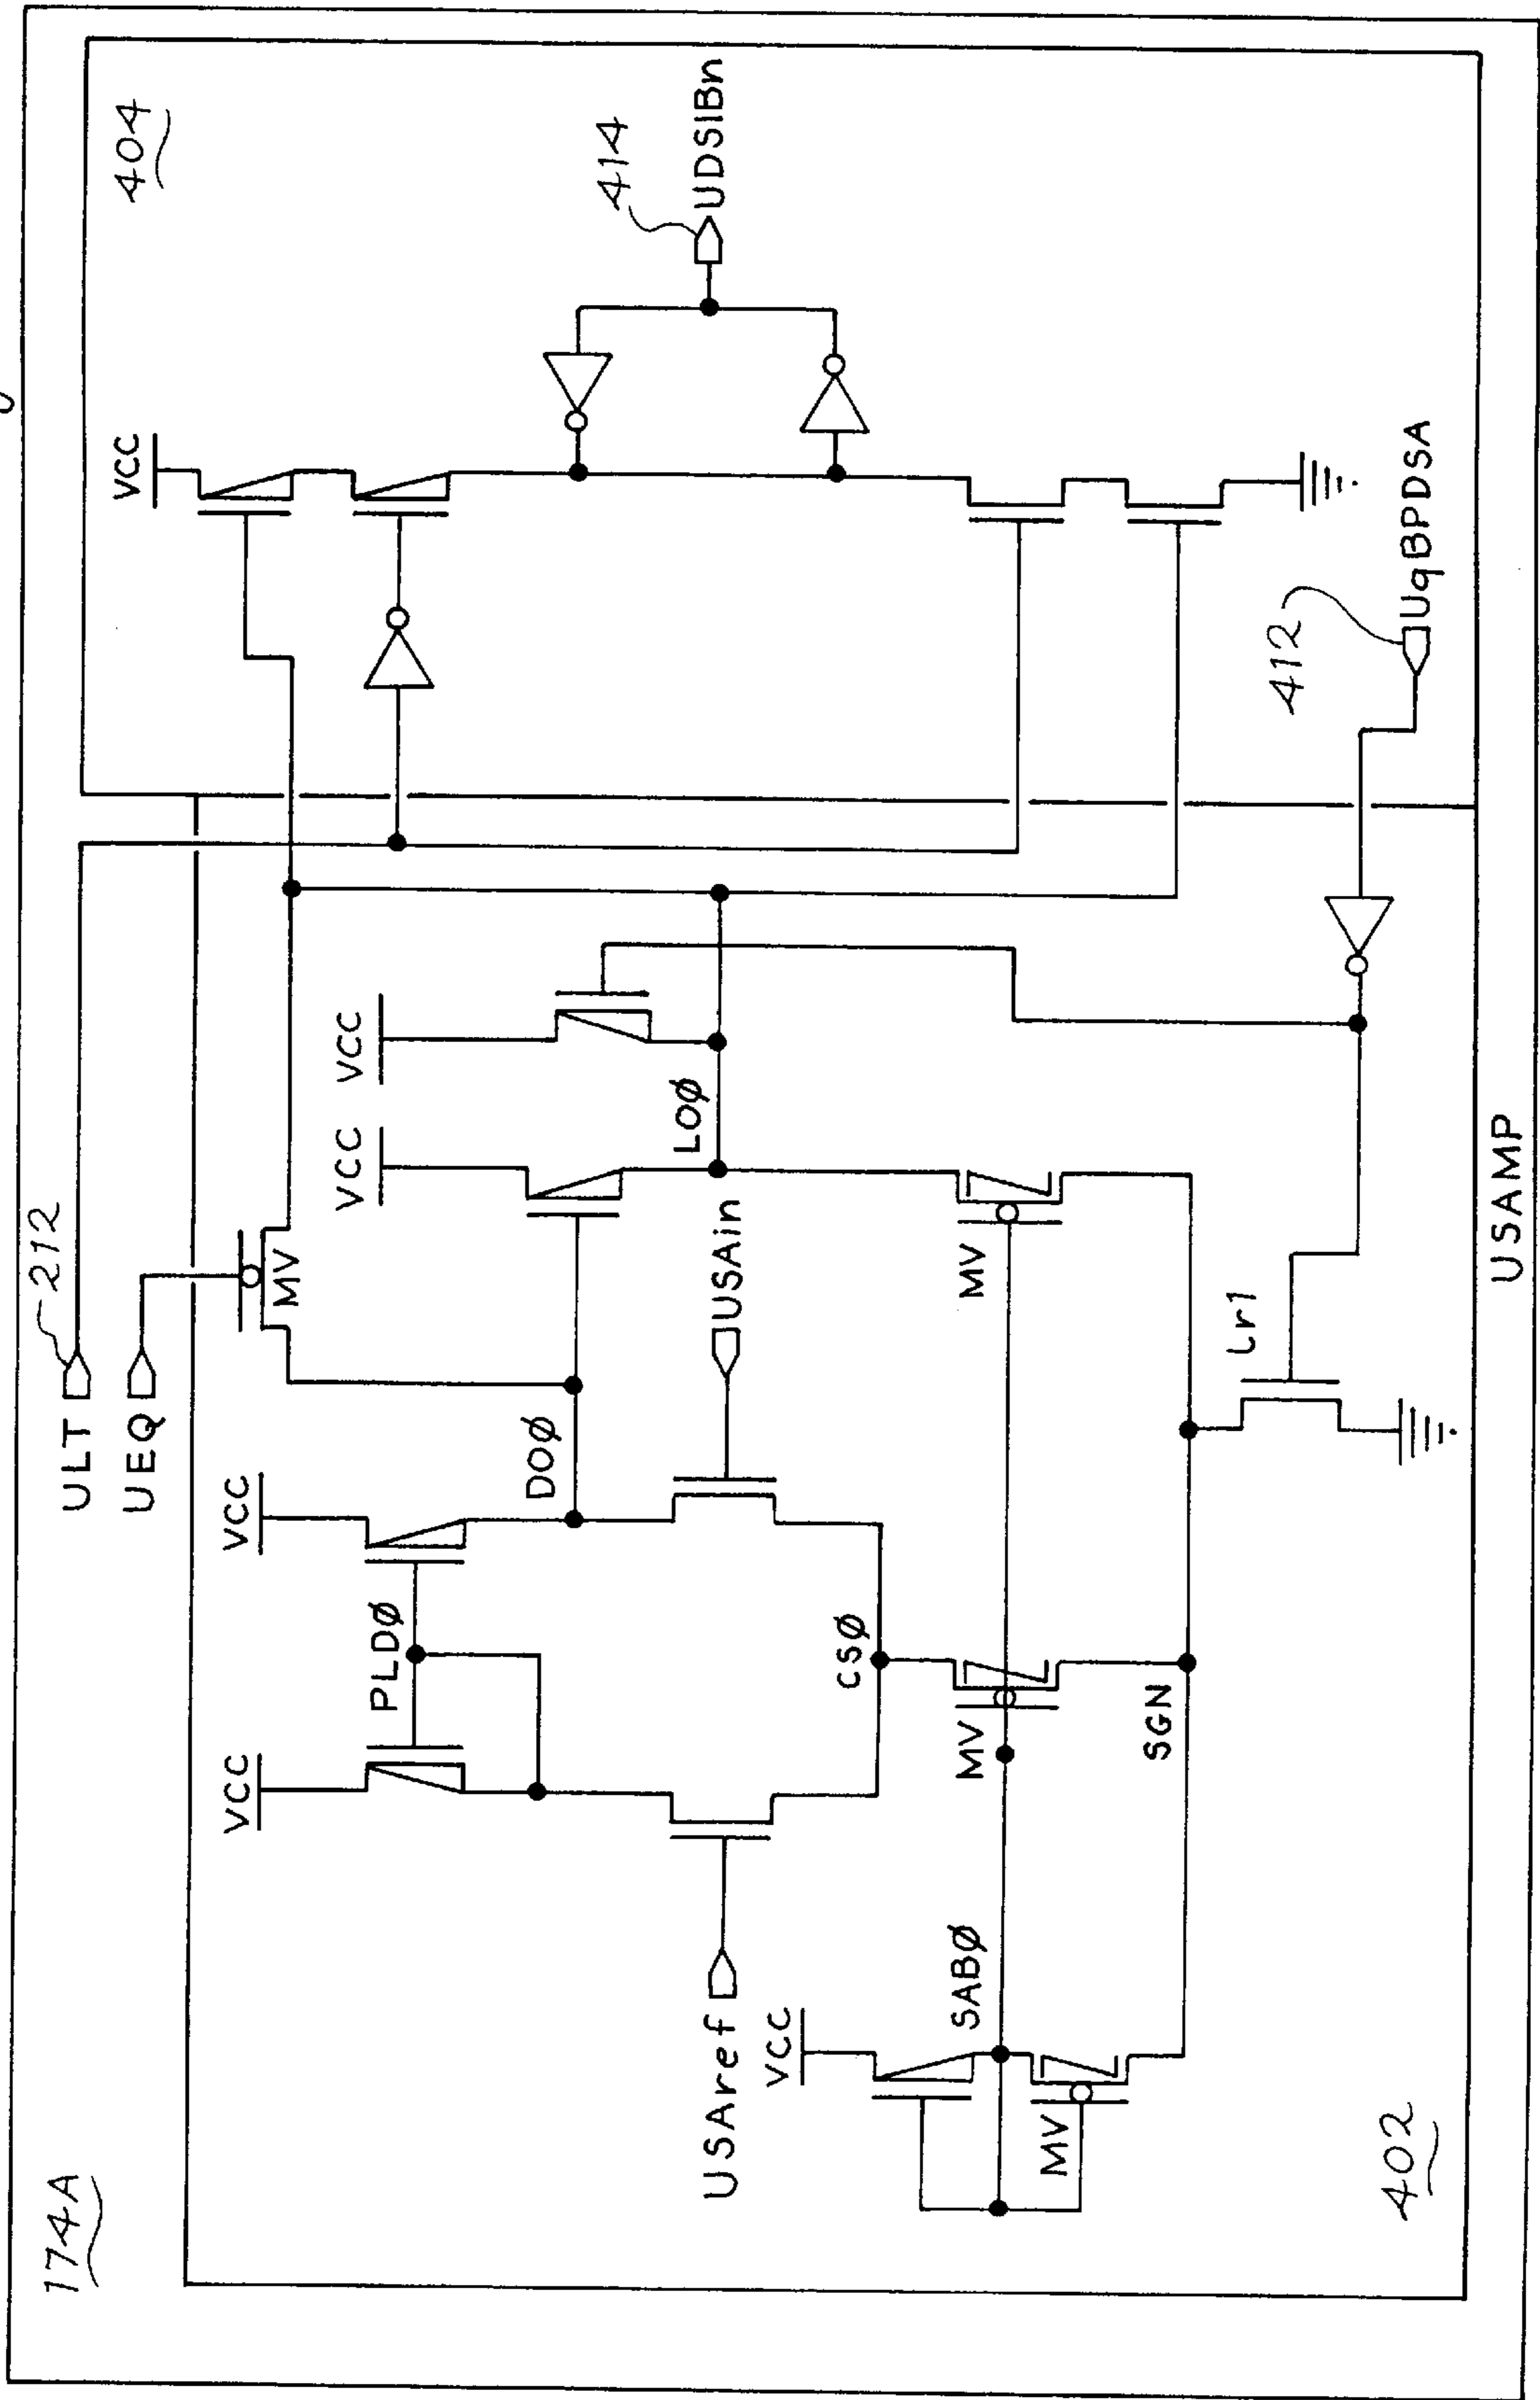 174A
ULT
212
UEQ
404
VCC
VCC
VCC
VCC
VCC
PLDØ
MV
DOØ
LOØ
414
UDSIBn
USAref
USAin
VCC
SABØ
CSØ
MV
MV
MV
SGN
Lr1
412
UqBPDSA
402
USAMP